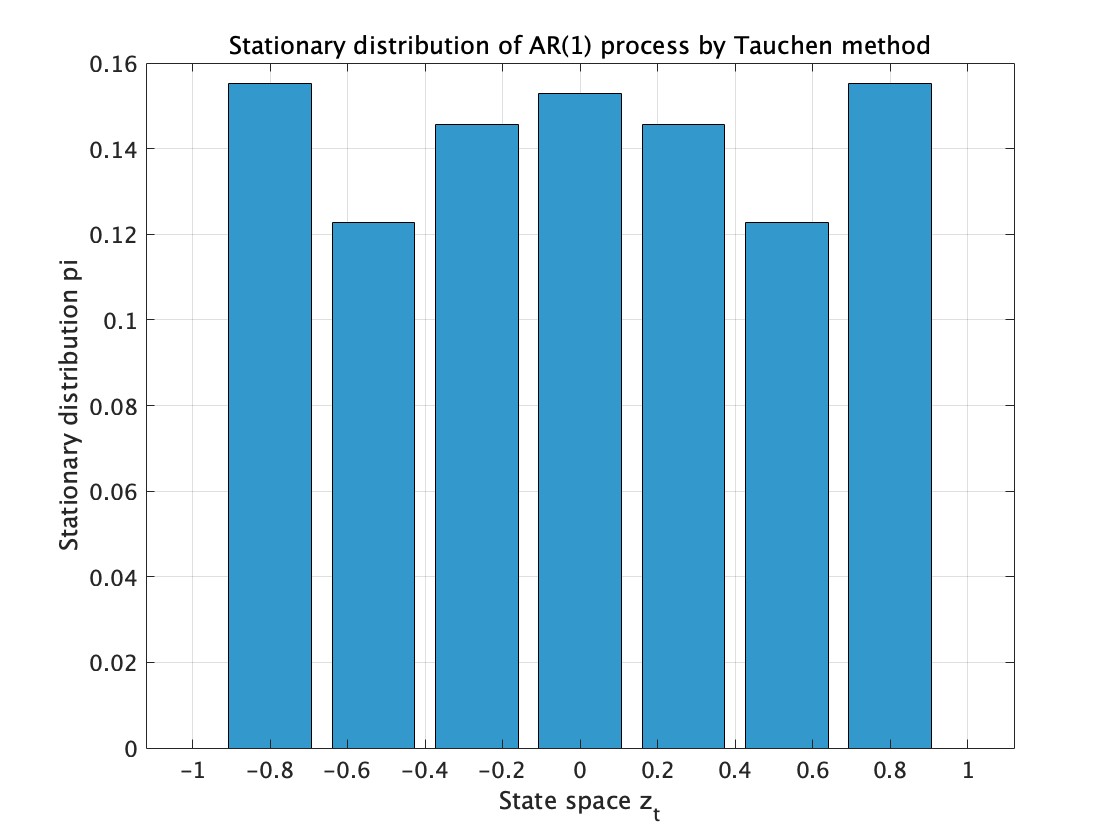 Stationary distribution of AR(1) process by Tauchen method
0.16
0.14
0.12
0.1
0.08
0.06
0.04
0.02
0
Stationary distribution pi
−1 −0.8 −0.6 −0.4 −0.2 0 0.2 0.4 0.6 0.8 1
State space z_t